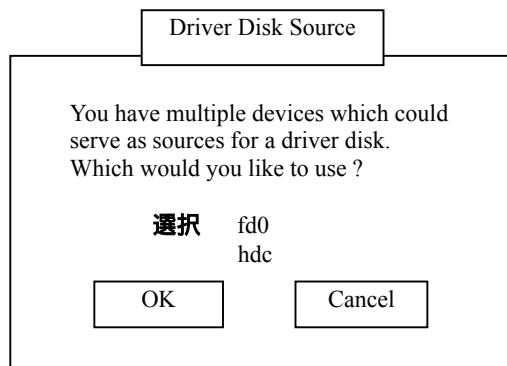 Driver Disk Source
You have multiple devices which could
serve as sources for a driver disk.
Which would you like to use ?
選択 fd0
hdc
OK Cancel